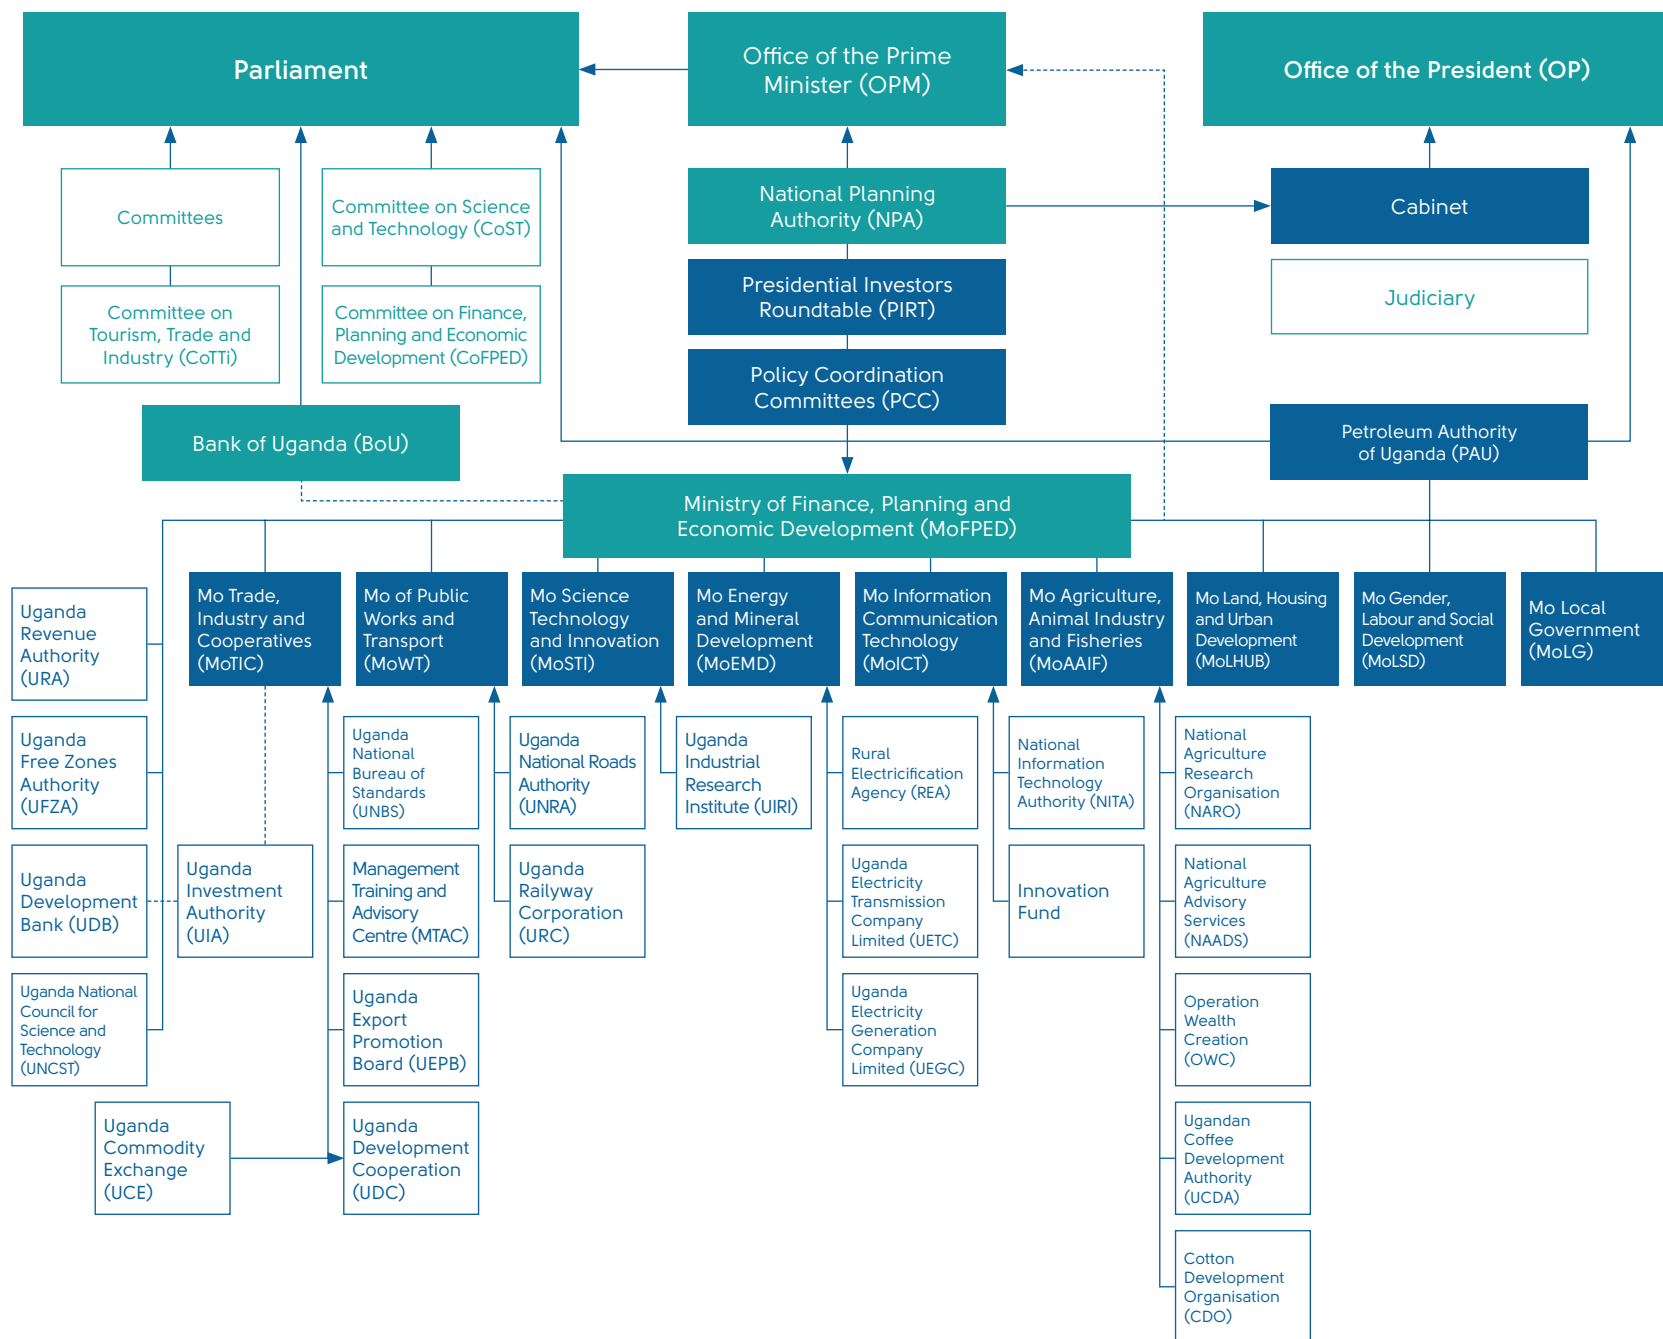 Parliament
Office of the Prime
Minister (OPM)
Office of the President (OP)
Committees
Committee on Science
and Technology (CoST)
National Planning
Authority (NPA)
Cabinet
Committee on
Tourism, Trade and
Industry (CoTTi)
Committee on Finance,
Planning and Economic
Development (CoFPED)
Presidential Investors
Roundtable (PIRT)
Judiciary
Policy Coordination
Committees (PCC)
Bank of Uganda (BoU)
Petroleum Authority
of Uganda (PAU)
Ministry of Finance, Planning and
Economic Development (MoFPED)
Uganda
Revenue
Authority
(URA)
Mo Trade,
Industry and
Cooperatives
(MoTIC)
Mo of Public
Works and
Transport
(MoWT)
Mo Science
Technology
and Innovation
(MoSTI)
Mo Energy
and Mineral
Development
(MoEMD)
Mo Information
Communication
Technology
(MoICT)
Mo Agriculture,
Animal Industry
and Fisheries
(MoAAIF)
Mo Land, Housing
and Urban
Development
(MoLHUB)
Mo Gender,
Labour and Social
Development
(MoLSD)
Mo Local
Government
(MoLG)
Uganda
Free Zones
Authority
(UFZA)
Uganda
National
Bureau of
Standards
(UNBS)
Uganda
National Roads
Authority
(UNRA)
Uganda
Industrial
Research
Institute (UIRI)
Rural
Electricification
Agency (REA)
National
Information
Technology
Authority (NITA)
National
Agriculture
Research
Organisation
(NARO)
Uganda
Development
Bank (UDB)
Uganda
Investment
Authority
(UIA)
Management
Training and
Advisory
Centre (MTAC)
Uganda
Railyway
Corporation
(URC)
Uganda
Electricity
Transmission
Company
Limited (UETC)
Innovation
Fund
National
Agriculture
Advisory
Services
(NAADS)
Uganda National
Council for
Science and
Technology
(UNCST)
Uganda
Export
Promotion
Board (UEPB)
Uganda
Electricity
Generation
Company
Limited (UEGC)
Operation
Wealth
Creation
(OWC)
Uganda
Commodity
Exchange
(UCE)
Uganda
Development
Cooperation
(UDC)
Ugandan
Coffee
Development
Authority
(UCDA)
Cotton
Development
Organisation
(CDO)